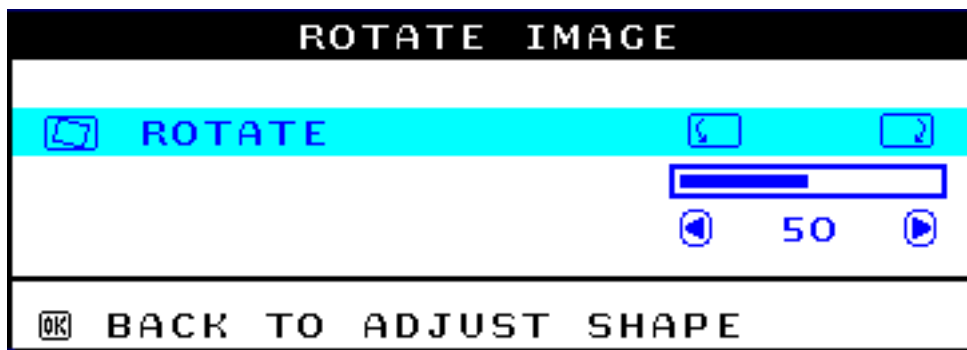 ROTATE IMAGE
ROTATE
50
OK BACK TO ADJUST SHAPE